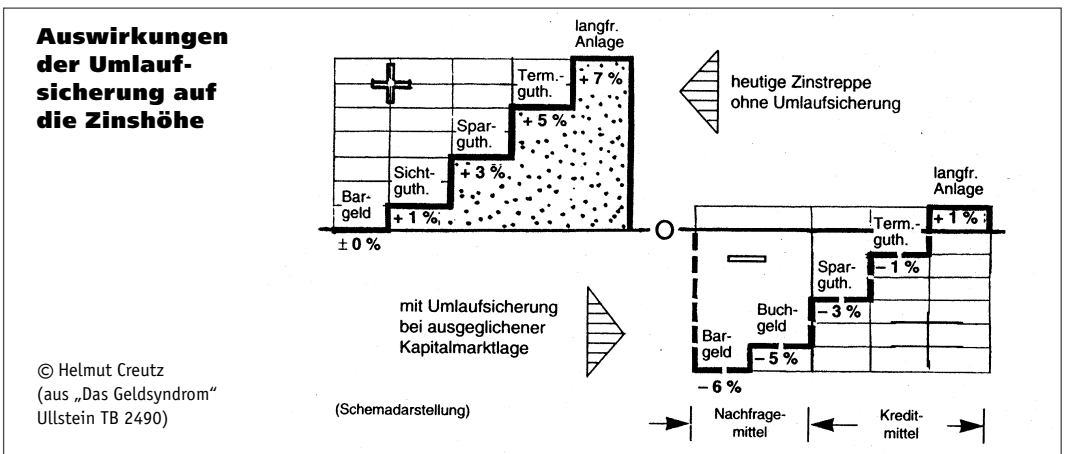 Auswirkungen
der Umlauf-
sicherung auf
die Zinshöhe
© Helmut Creutz
(aus „Das Geldsyndrom“
Ullstein TB 2490)
langfr.
Anlage
+ 7 %
Term.-
guth.
+ 5 %
Spar-
guth.
+ 3 %
Sicht-
guth.
+ 1 %
Bar-
geld
± 0 %
heutige Zinstreppe
ohne Umlaufsicherung
O
langfr.
Anlage
+ 1 %
Term.-
guth.
– 1 %
Spar-
guth.
– 3 %
Buch-
geld
– 5 %
Bar-
geld
– 6 %
mit Umlaufsicherung
bei ausgeglichener
Kapitalmarktlage
(Schemadarstellung)
Nachfrage-
mittel
Kredit-
mittel